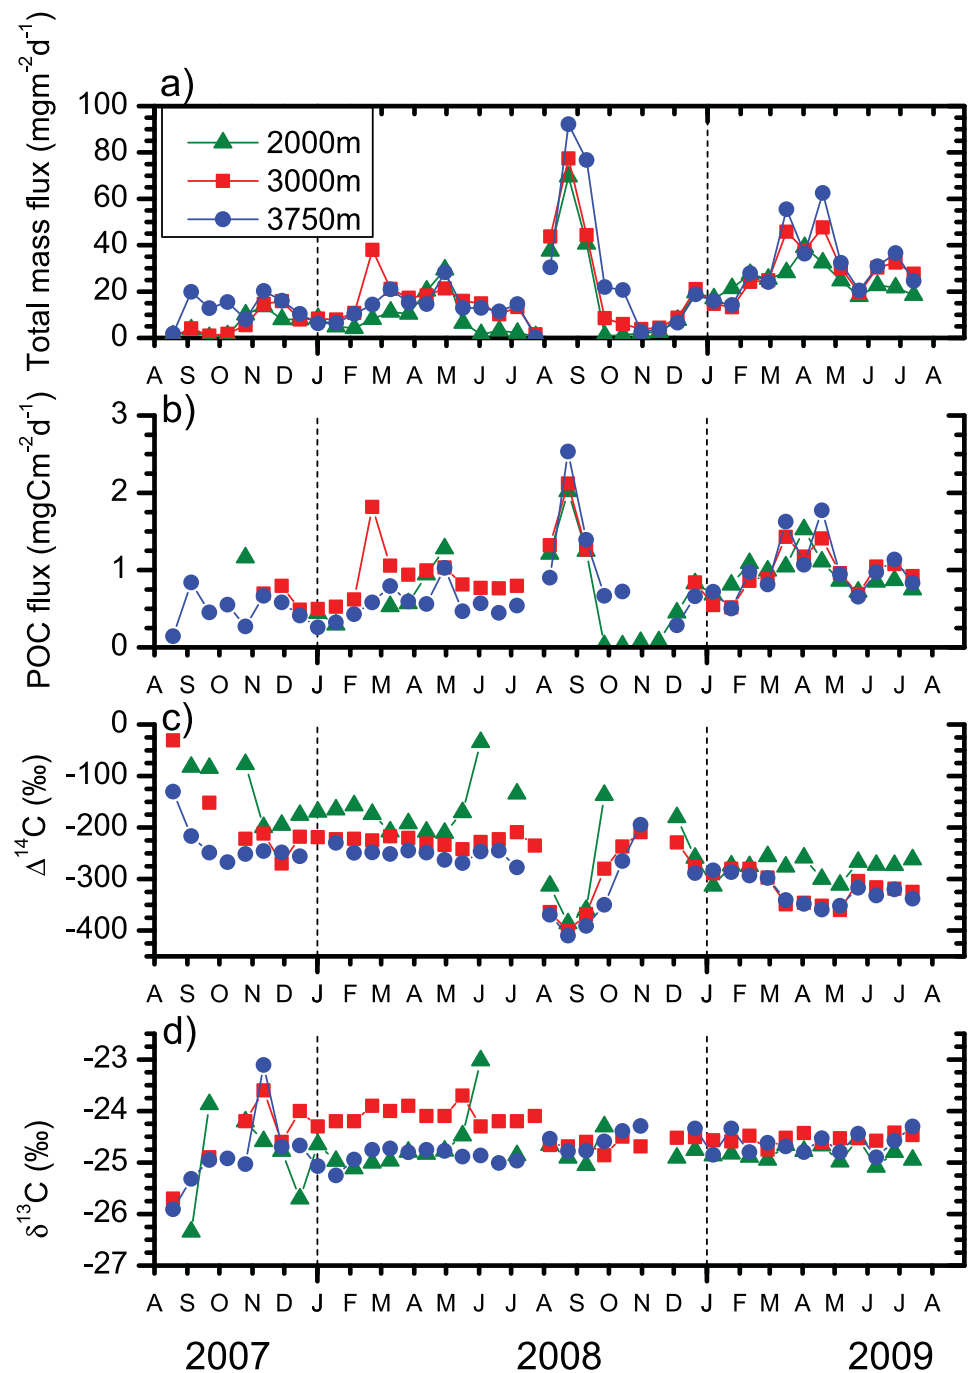 a)
Total mass flux (mgm⁻²d⁻¹)
100
80
60
40
20
0
2000m
3000m
3750m
A S O N D J F M A M J J A S O N D J F M A M J J A
b)
POC flux (mgCm⁻²d⁻¹)
3
2
1
0
A S O N D J F M A M J J A S O N D J F M A M J J A
c)
Δ¹⁴C (‰)
0
-100
-200
-300
-400
A S O N D J F M A M J J A S O N D J F M A M J J A
d)
δ¹³C (‰)
-23
-24
-25
-26
-27
A S O N D J F M A M J J A S O N D J F M A M J J A
2007 2008 2009